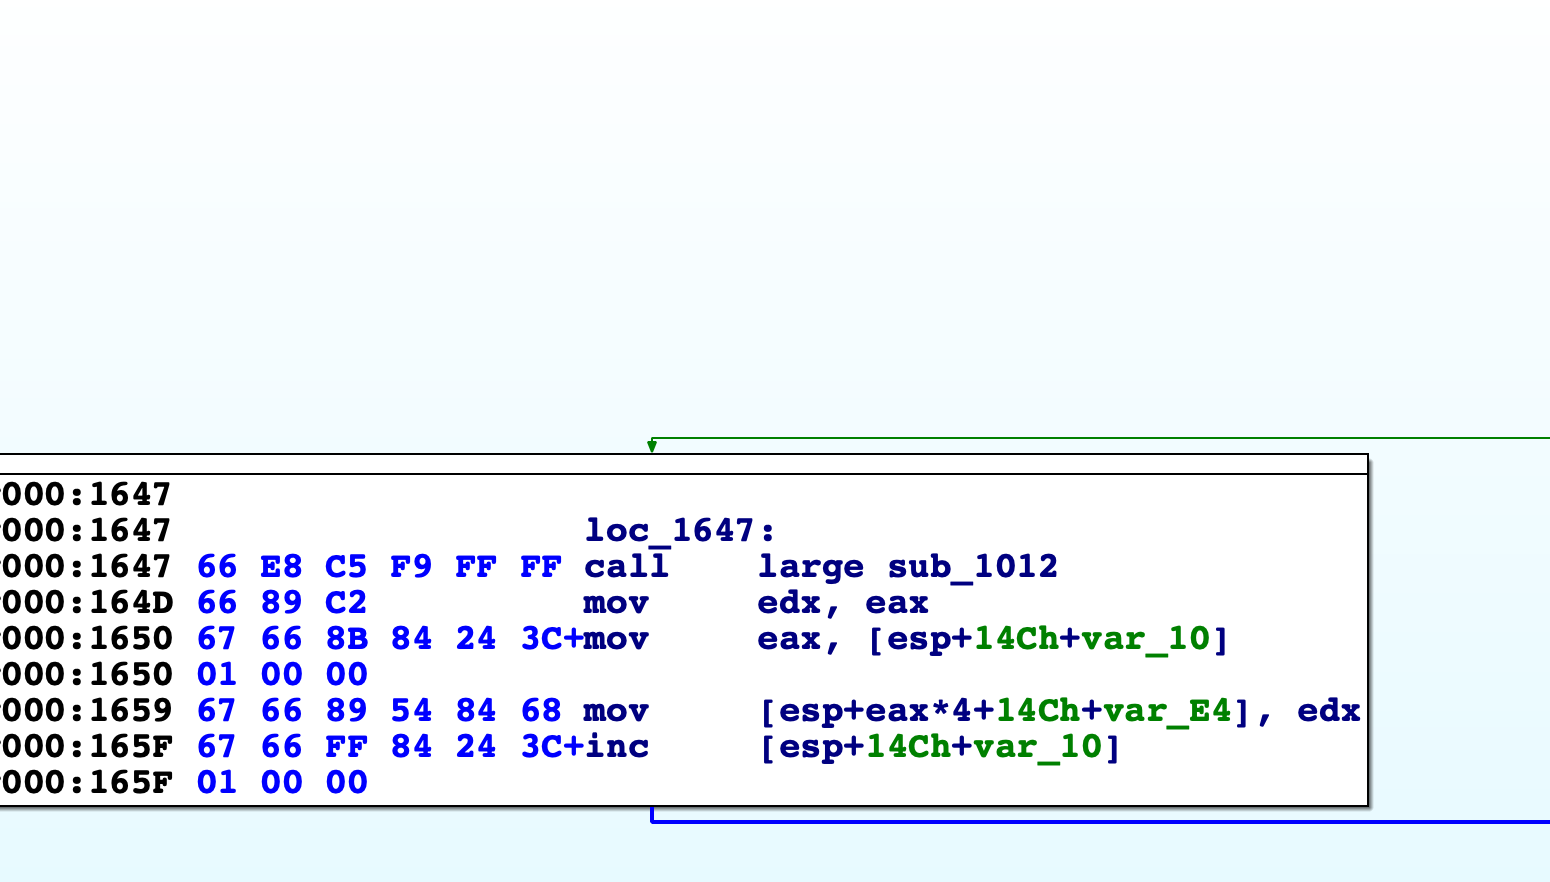 000:1647
000:1647 loc_1647:
000:1647 66 E8 C5 F9 FF FF call large sub_1012
000:164D 66 89 C2 mov edx, eax
000:1650 67 66 8B 84 24 3C+mov eax, [esp+14Ch+var_10]
000:1650 01 00 00
000:1659 67 66 89 54 84 68 mov [esp+eax*4+14Ch+var_E4], edx
000:165F 67 66 FF 84 24 3C+inc [esp+14Ch+var_10]
000:165F 01 00 00